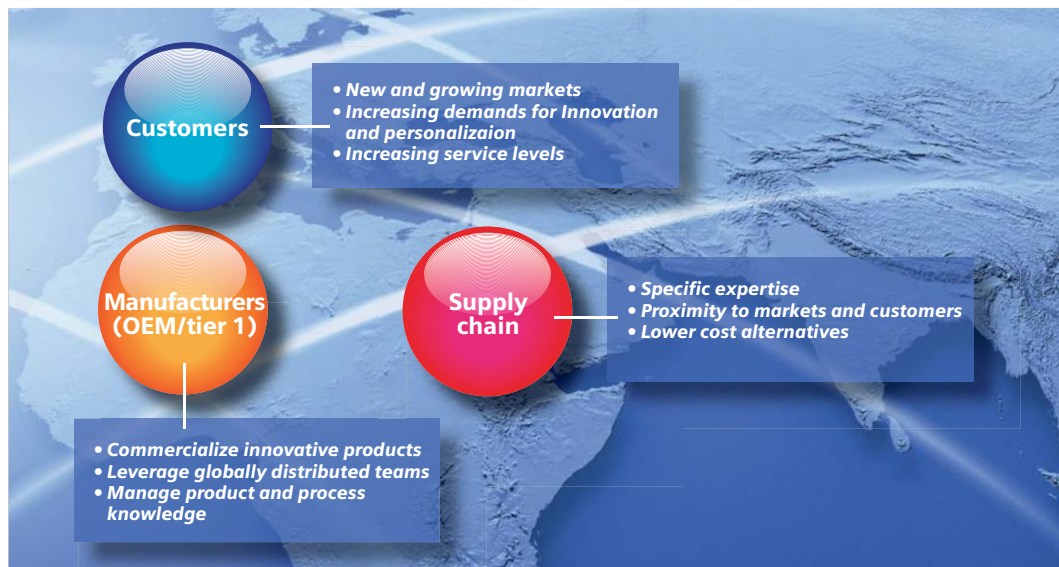 Customers
• New and growing markets
• Increasing demands for Innovation
and personalizaion
• Increasing service levels
Manufacturers
(OEM/tier 1)
Supply
chain
• Specific expertise
• Proximity to markets and customers
• Lower cost alternatives
• Commercialize innovative products
• Leverage globally distributed teams
• Manage product and process
knowledge